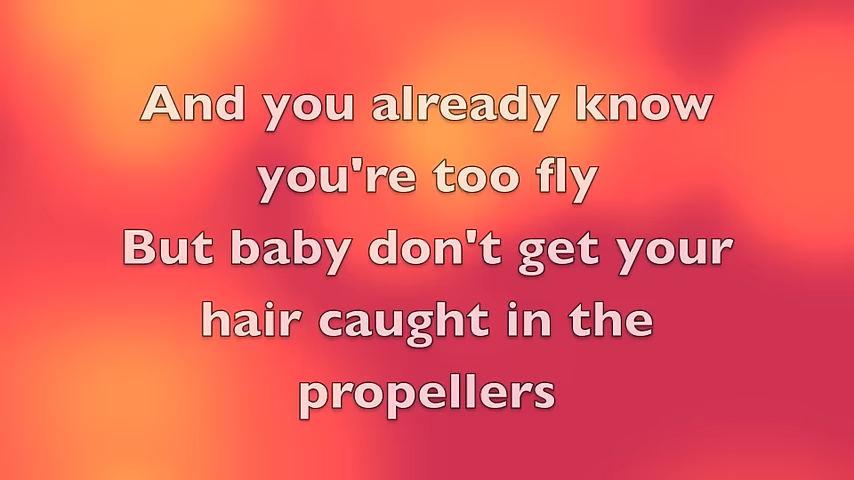 And you already know
you're too fly
But baby don't get your
hair caught in the
propellers